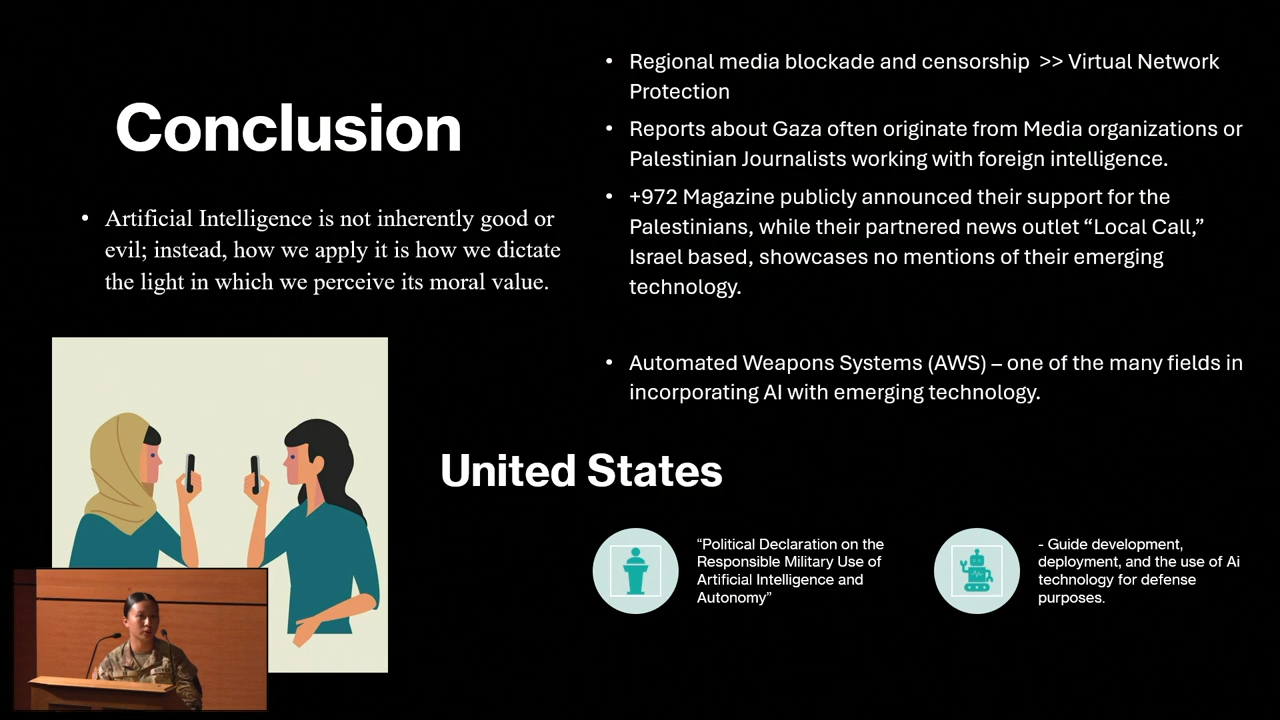 Conclusion
• Artificial Intelligence is not inherently good or
evil; instead, how we apply it is how we dictate
the light in which we perceive its moral value.
• Regional media blockade and censorship >> Virtual Network
Protection
• Reports about Gaza often originate from Media organizations or
Palestinian Journalists working with foreign intelligence.
• +972 Magazine publicly announced their support for the
Palestinians, while their partnered news outlet “Local Call,”
Israel based, showcases no mentions of their emerging
technology.
• Automated Weapons Systems (AWS) – one of the many fields in
incorporating AI with emerging technology.
United States
“Political Declaration on the
Responsible Military Use of
Artificial Intelligence and
Autonomy”
- Guide development,
deployment, and the use of Ai
technology for defense
purposes.